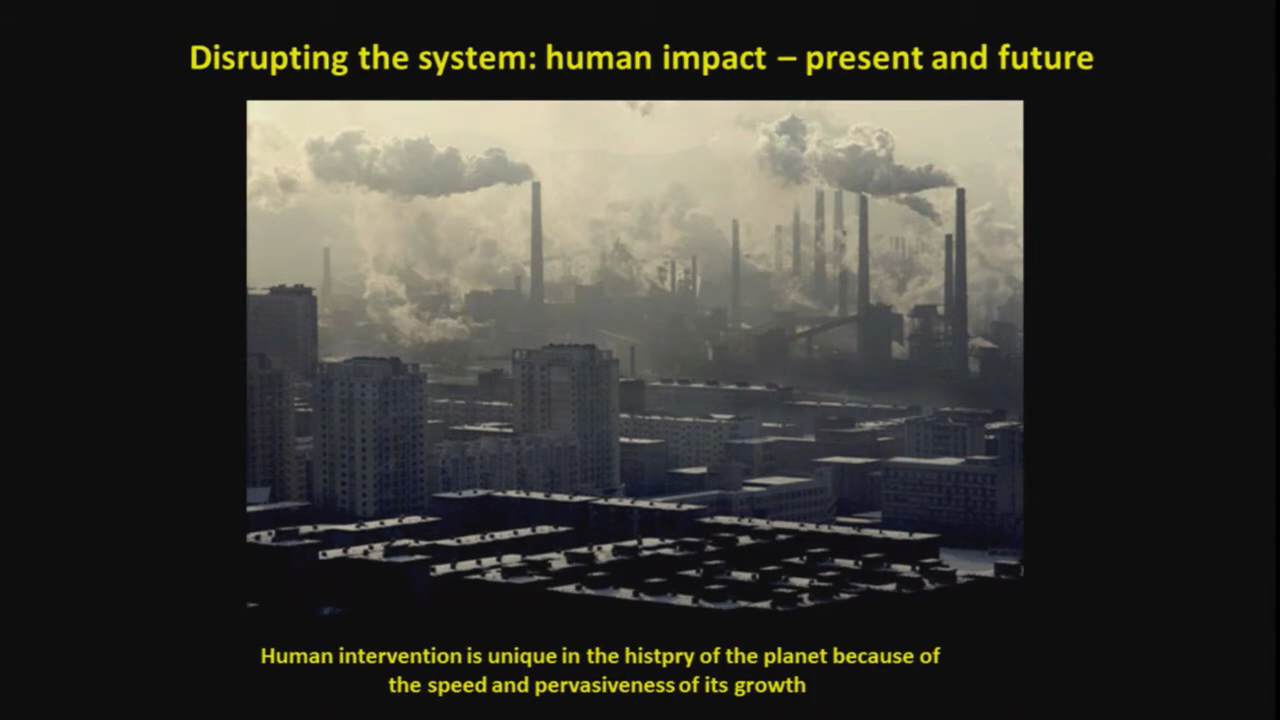 Disrupting the system: human impact – present and future
Human intervention is unique in the histpry of the planet because of
the speed and pervasiveness of its growth